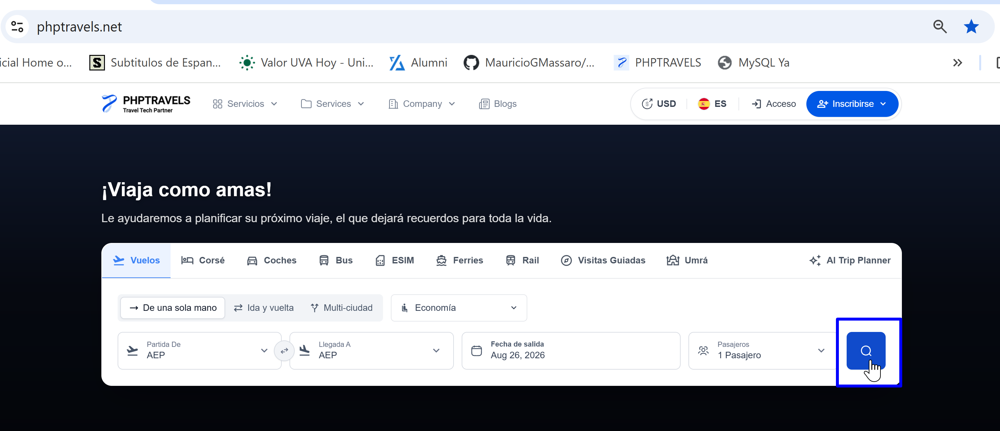 phptravels.net
icial Home o...
Subtitulos de Espan...
Valor UVA Hoy - Uni...
Alumni
MauricioGMassaro/...
PHPTRAVELS
MySQL Ya
PHPTRAVELS
Travel Tech Partner
Servicios
Services
Company
Blogs
USD
ES
Acceso
Inscribirse
¡Viaja como amas!
Le ayudaremos a planificar su próximo viaje, el que dejará recuerdos para toda la vida.
Vuelos
Corsé
Coches
Bus
ESIM
Ferries
Rail
Visitas Guiadas
Umrá
AI Trip Planner
De una sola mano
Ida y vuelta
Multi-ciudad
Economía
Partida De
AEP
Llegada A
AEP
Fecha de salida
Aug 26, 2026
Pasajeros
1 Pasajero